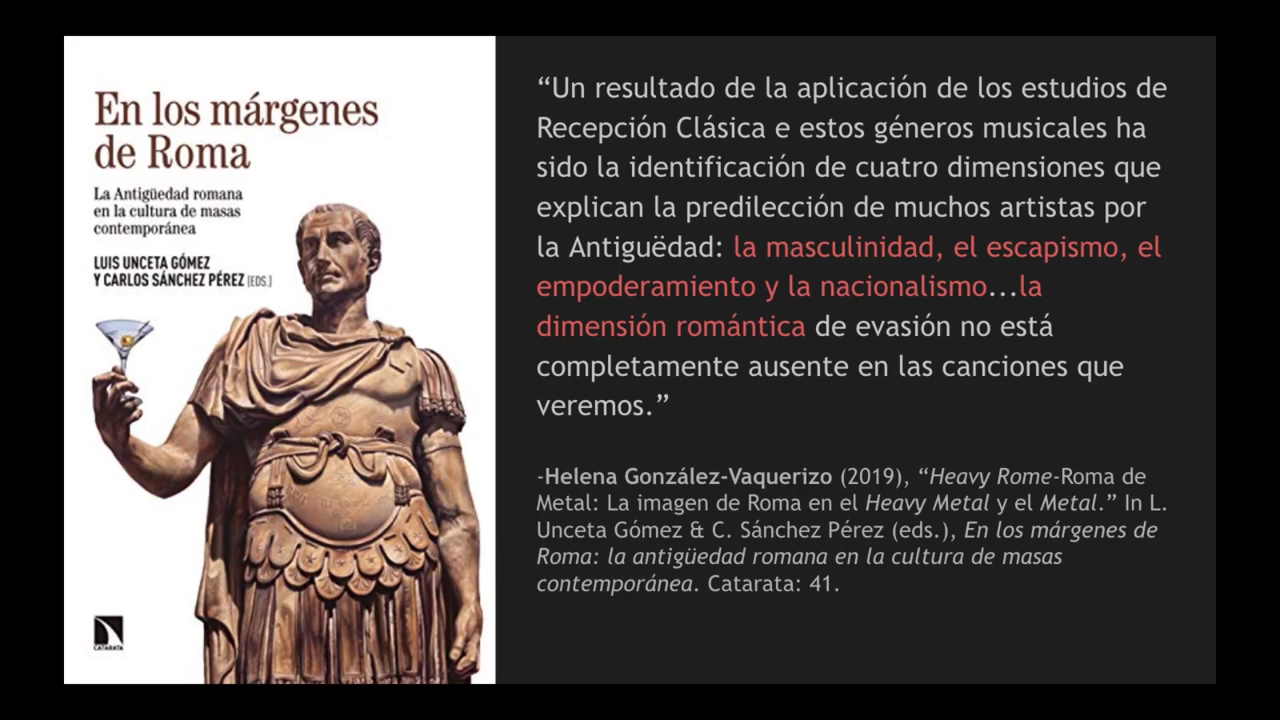 En los márgenes
de Roma
La Antigüedad romana
en la cultura de masas
contemporánea
LUIS UNCETA GÓMEZ
Y CARLOS SÁNCHEZ PÉREZ [EDS.]
CATARATA
“Un resultado de la aplicación de los estudios de
Recepción Clásica e estos géneros musicales ha
sido la identificación de cuatro dimensiones que
explican la predilección de muchos artistas por
la Antiguëdad: la masculinidad, el escapismo, el
empoderamiento y la nacionalismo...la
dimensión romántica de evasión no está
completamente ausente en las canciones que
veremos.”
-Helena González-Vaquerizo (2019), “Heavy Rome-Roma de
Metal: La imagen de Roma en el Heavy Metal y el Metal.” In L.
Unceta Gómez & C. Sánchez Pérez (eds.), En los márgenes de
Roma: la antigüedad romana en la cultura de masas
contemporánea. Catarata: 41.